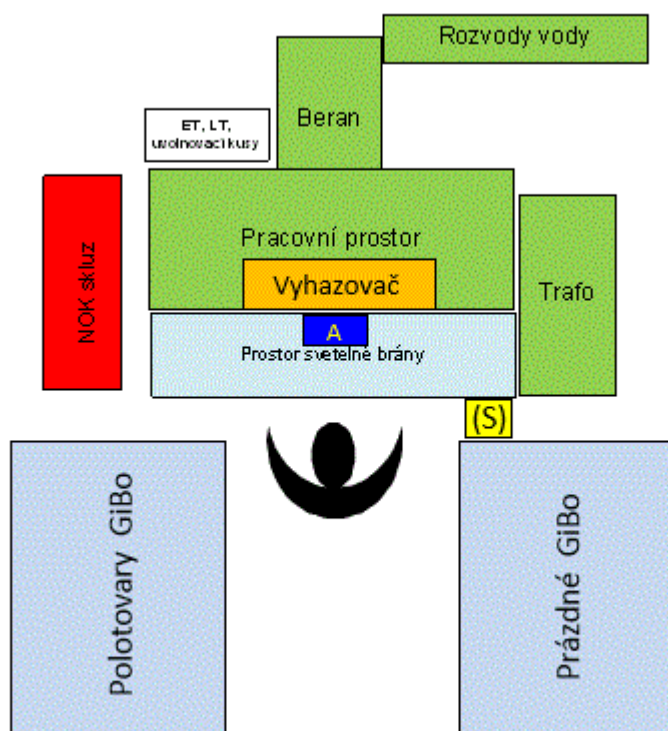 Rozvody vody
Beran
ET, LT,
uvolnovací kusy
Pracovní prostor
NOK skluz
Vyhazovač
Trafo
A
Prostor svetelné brány
(S)
Polotovary GiBo
Prázdné GiBo